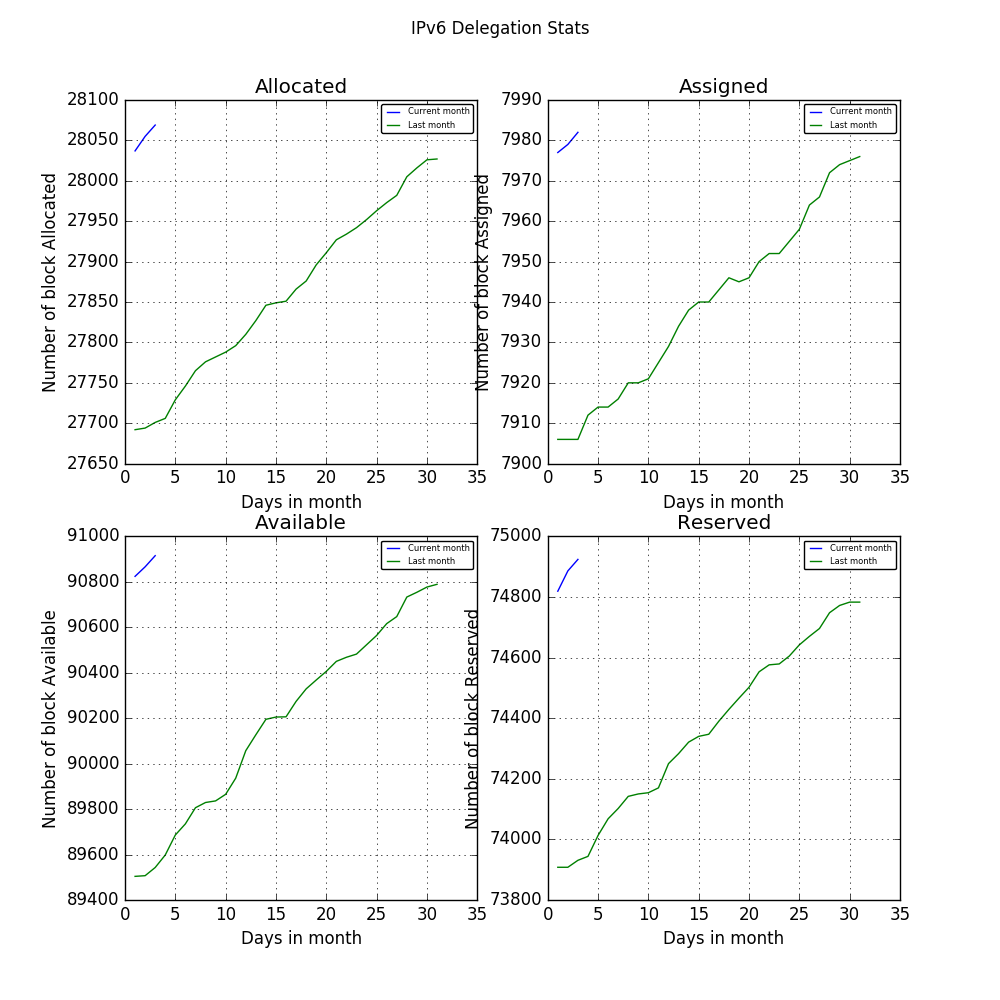 IPv6 Delegation Stats
Allocated
Number of block Allocated
28100
28050
28000
27950
27900
27850
27800
27750
27700
27650
Current month
Last month
0 5 10 15 20 25 30 35
Days in month
Assigned
Number of block Assigned
7990
7980
7970
7960
7950
7940
7930
7920
7910
7900
Current month
Last month
0 5 10 15 20 25 30 35
Days in month
Available
Number of block Available
91000
90800
90600
90400
90200
90000
89800
89600
89400
Current month
Last month
0 5 10 15 20 25 30 35
Days in month
Reserved
Number of block Reserved
75000
74800
74600
74400
74200
74000
73800
Current month
Last month
0 5 10 15 20 25 30 35
Days in month